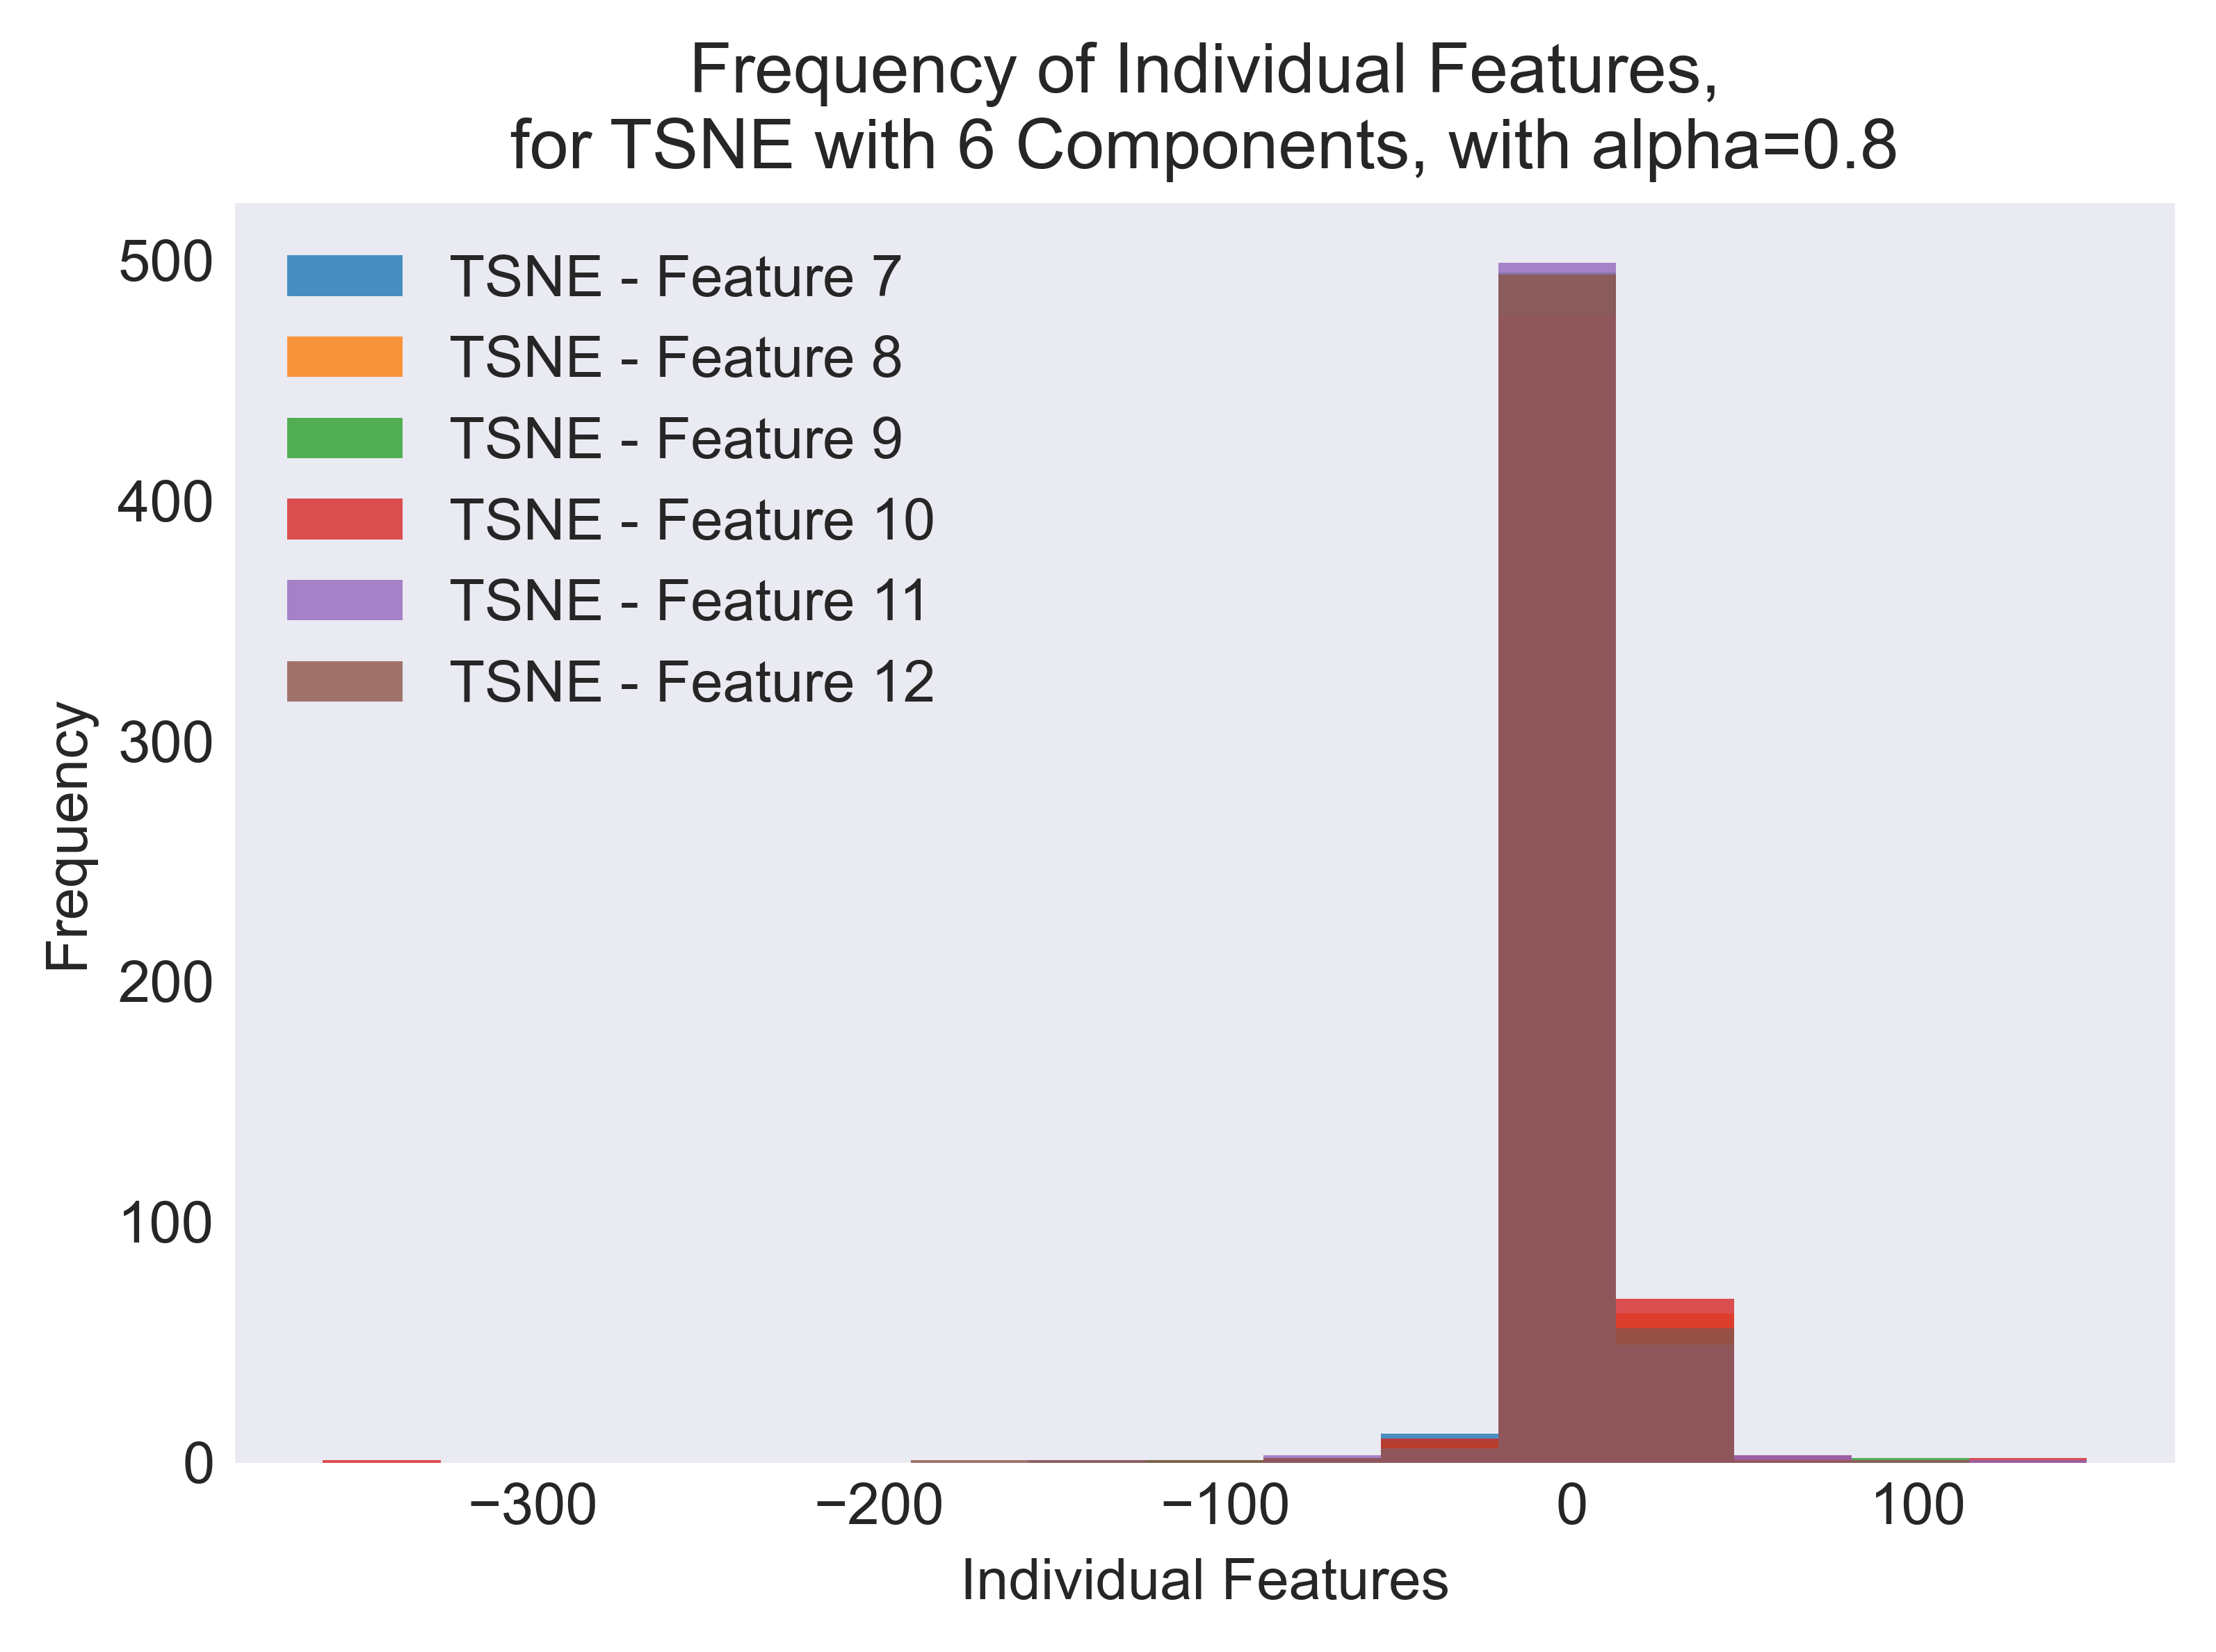 Frequency of Individual Features,
for TSNE with 6 Components, with alpha=0.8
TSNE - Feature 7
TSNE - Feature 8
TSNE - Feature 9
TSNE - Feature 10
TSNE - Feature 11
TSNE - Feature 12
Frequency
500
400
300
200
100
0
−300
−200
−100
0
100
Individual Features